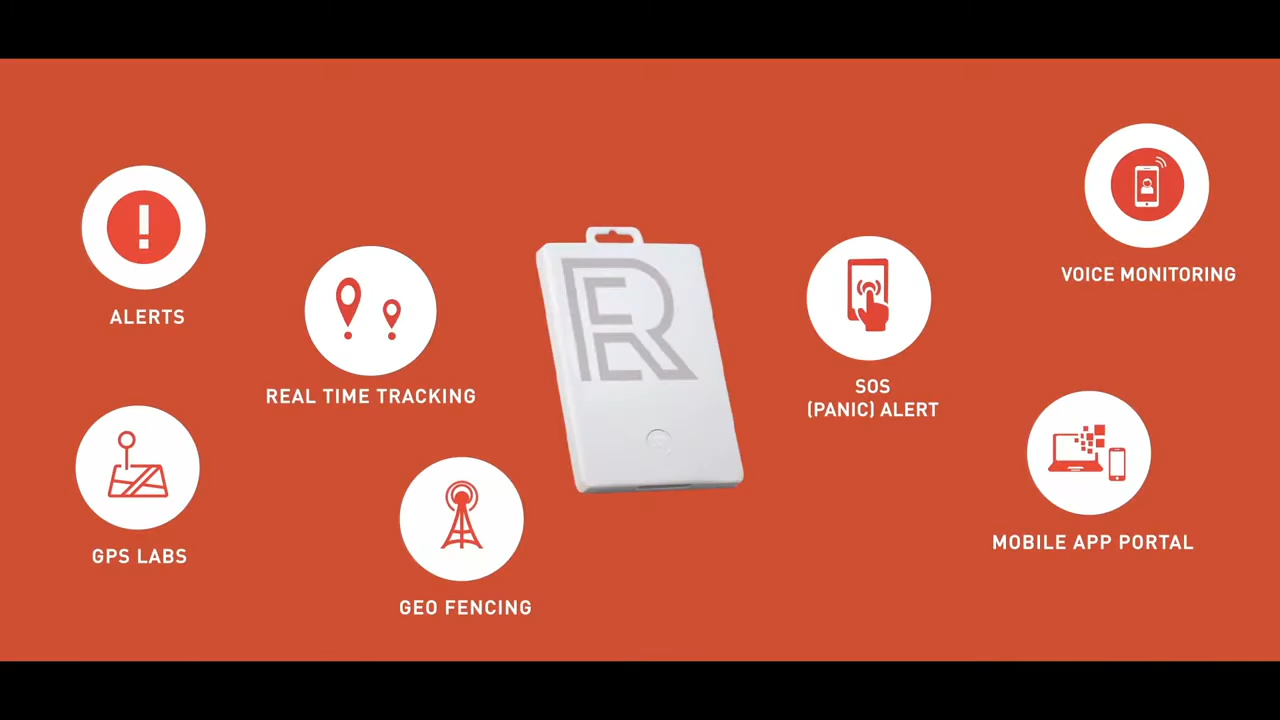 ALERTS
REAL TIME TRACKING
GPS LABS
GEO FENCING
R
SOS
(PANIC) ALERT
VOICE MONITORING
MOBILE APP PORTAL